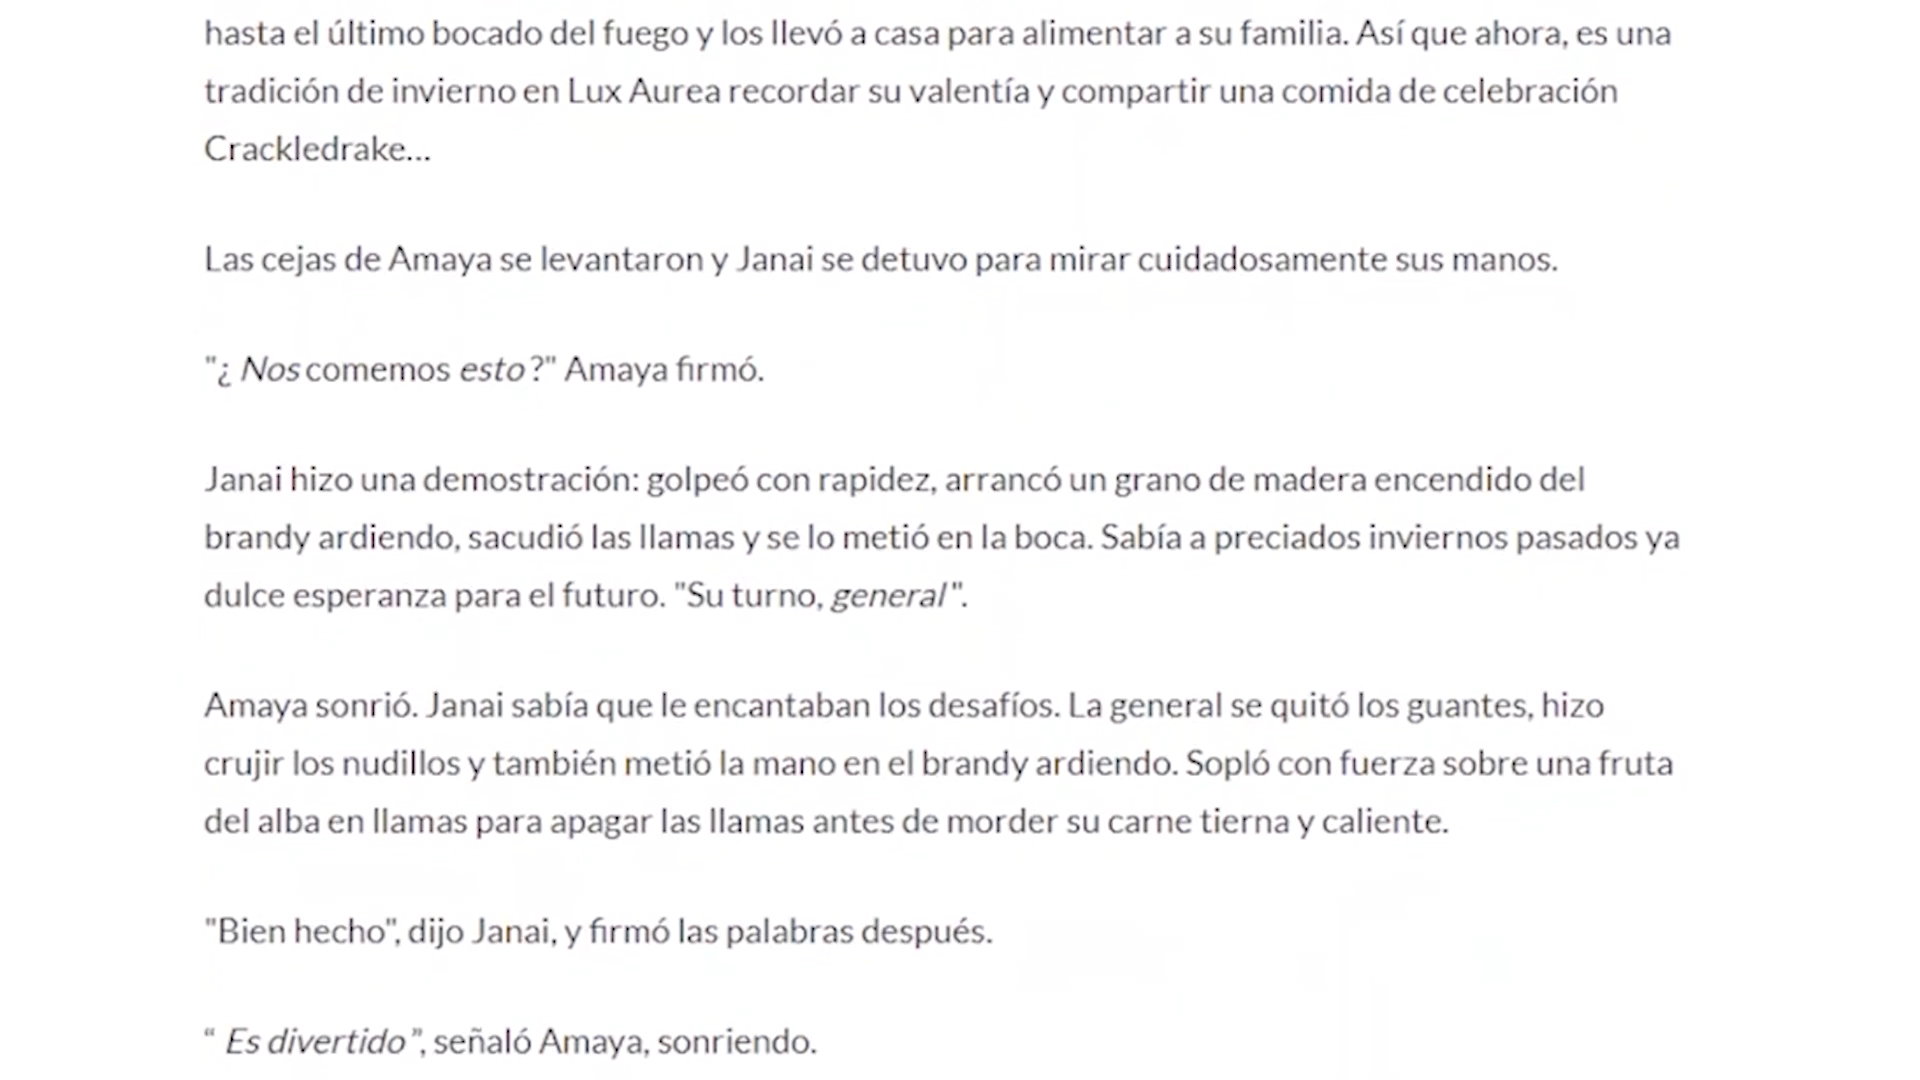 hasta el último bocado del fuego y los llevó a casa para alimentar a su familia. Así que ahora, es una
tradición de invierno en Lux Aurea recordar su valentía y compartir una comida de celebración
Crackledrake...
Las cejas de Amaya se levantaron y Janai se detuvo para mirar cuidadosamente sus manos.
"¿ Nos comemos esto ?" Amaya firmó.
Janai hizo una demostración: golpeó con rapidez, arrancó un grano de madera encendido del
brandy ardiendo, sacudió las llamas y se lo metió en la boca. Sabía a preciados inviernos pasados ya
dulce esperanza para el futuro. "Su turno, general ".
Amaya sonrió. Janai sabía que le encantaban los desafíos. La general se quitó los guantes, hizo
crujir los nudillos y también metió la mano en el brandy ardiendo. Sopló con fuerza sobre una fruta
del alba en llamas para apagar las llamas antes de morder su carne tierna y caliente.
"Bien hecho", dijo Janai, y firmó las palabras después.
“ Es divertido ”, señaló Amaya, sonriendo.